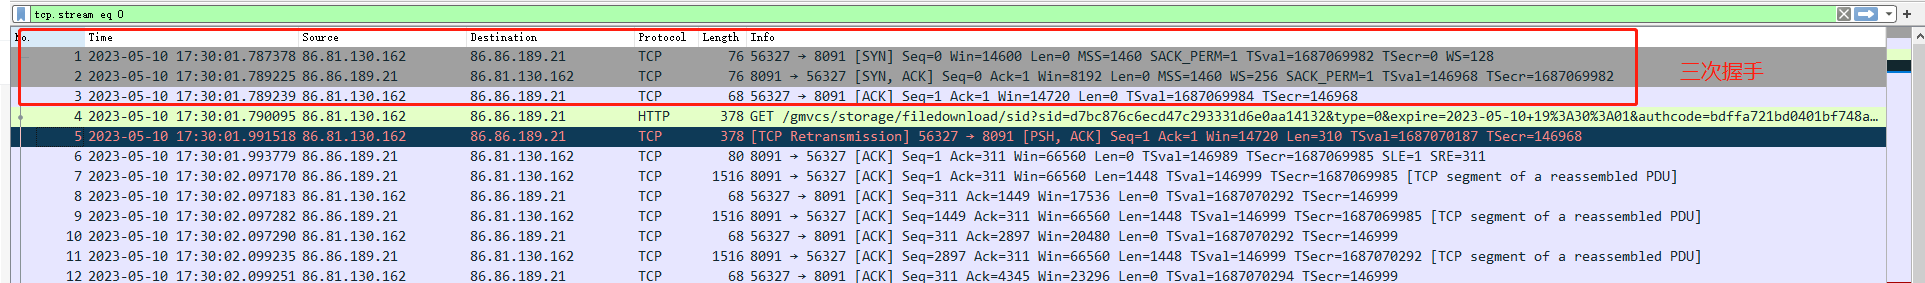 tcp.stream eq 0
No. Time Source Destination Protocol Length Info
1 2023-05-10 17:30:01.787378 86.81.130.162 86.86.189.21 TCP 76 56327 → 8091 [SYN] Seq=0 Win=14600 Len=0 MSS=1460 SACK_PERM=1 TSval=1687069982 TSecr=0 WS=128
2 2023-05-10 17:30:01.789225 86.86.189.21 86.81.130.162 TCP 76 8091 → 56327 [SYN, ACK] Seq=0 Ack=1 Win=8192 Len=0 MSS=1460 WS=256 SACK_PERM=1 TSval=146968 TSecr=1687069982
三次握手
3 2023-05-10 17:30:01.789239 86.81.130.162 86.86.189.21 TCP 68 56327 → 8091 [ACK] Seq=1 Ack=1 Win=14720 Len=0 TSval=1687069984 TSecr=146968
4 2023-05-10 17:30:01.790095 86.81.130.162 86.86.189.21 HTTP 378 GET /gmvcs/storage/filedownload/sid?sid=d7bc876c6ecd47c293331d6e0aa14132&type=0&expire=2023-05-10+19%3A30%3A01&authcode=bdffa721bd0401bf748a…
5 2023-05-10 17:30:01.991518 86.81.130.162 86.86.189.21 TCP 378 [TCP Retransmission] 56327 → 8091 [PSH, ACK] Seq=1 Ack=1 Win=14720 Len=310 TSval=1687070187 TSecr=146968
6 2023-05-10 17:30:01.993779 86.86.189.21 86.81.130.162 TCP 80 8091 → 56327 [ACK] Seq=1 Ack=311 Win=66560 Len=0 TSval=146989 TSecr=1687069985 SLE=1 SRE=311
7 2023-05-10 17:30:02.097170 86.86.189.21 86.81.130.162 TCP 1516 8091 → 56327 [ACK] Seq=1 Ack=311 Win=66560 Len=1448 TSval=146999 TSecr=1687069985 [TCP segment of a reassembled PDU]
8 2023-05-10 17:30:02.097183 86.81.130.162 86.86.189.21 TCP 68 56327 → 8091 [ACK] Seq=311 Ack=1449 Win=17536 Len=0 TSval=1687070292 TSecr=146999
9 2023-05-10 17:30:02.097282 86.86.189.21 86.81.130.162 TCP 1516 8091 → 56327 [ACK] Seq=1449 Ack=311 Win=66560 Len=1448 TSval=146999 TSecr=1687069985 [TCP segment of a reassembled PDU]
10 2023-05-10 17:30:02.097290 86.81.130.162 86.86.189.21 TCP 68 56327 → 8091 [ACK] Seq=311 Ack=2897 Win=20480 Len=0 TSval=1687070292 TSecr=146999
11 2023-05-10 17:30:02.099235 86.86.189.21 86.81.130.162 TCP 1516 8091 → 56327 [ACK] Seq=2897 Ack=311 Win=66560 Len=1448 TSval=146999 TSecr=1687070292 [TCP segment of a reassembled PDU]
12 2023-05-10 17:30:02.099251 86.81.130.162 86.86.189.21 TCP 68 56327 → 8091 [ACK] Seq=311 Ack=4345 Win=23296 Len=0 TSval=1687070294 TSecr=146999